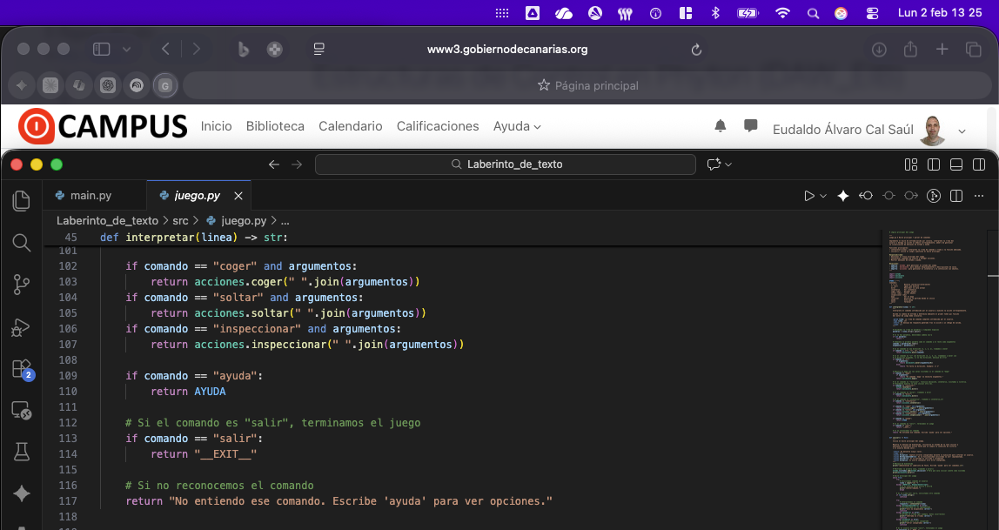 Lun 2 feb 13 25
www3.gobiernodecanarias.org
G
Página principal
CAMPUS Inicio Biblioteca Calendario Calificaciones Ayuda Eudaldo Álvaro Cal Saúl
Laberinto_de_texto
main.py juego.py
Laberinto_de_texto > src > juego.py > ...
45 def interpretar(linea) -> str:
101
102 if comando == "coger" and argumentos:
103 return acciones.coger(" ".join(argumentos))
104 if comando == "soltar" and argumentos:
105 return acciones.soltar(" ".join(argumentos))
106 if comando == "inspeccionar" and argumentos:
107 return acciones.inspeccionar(" ".join(argumentos))
108
109 if comando == "ayuda":
110 return AYUDA
111
112 # Si el comando es "salir", terminamos el juego
113 if comando == "salir":
114 return "__EXIT__"
115
116 # Si no reconocemos el comando
117 return "No entiendo ese comando. Escribe 'ayuda' para ver opciones."
118
2